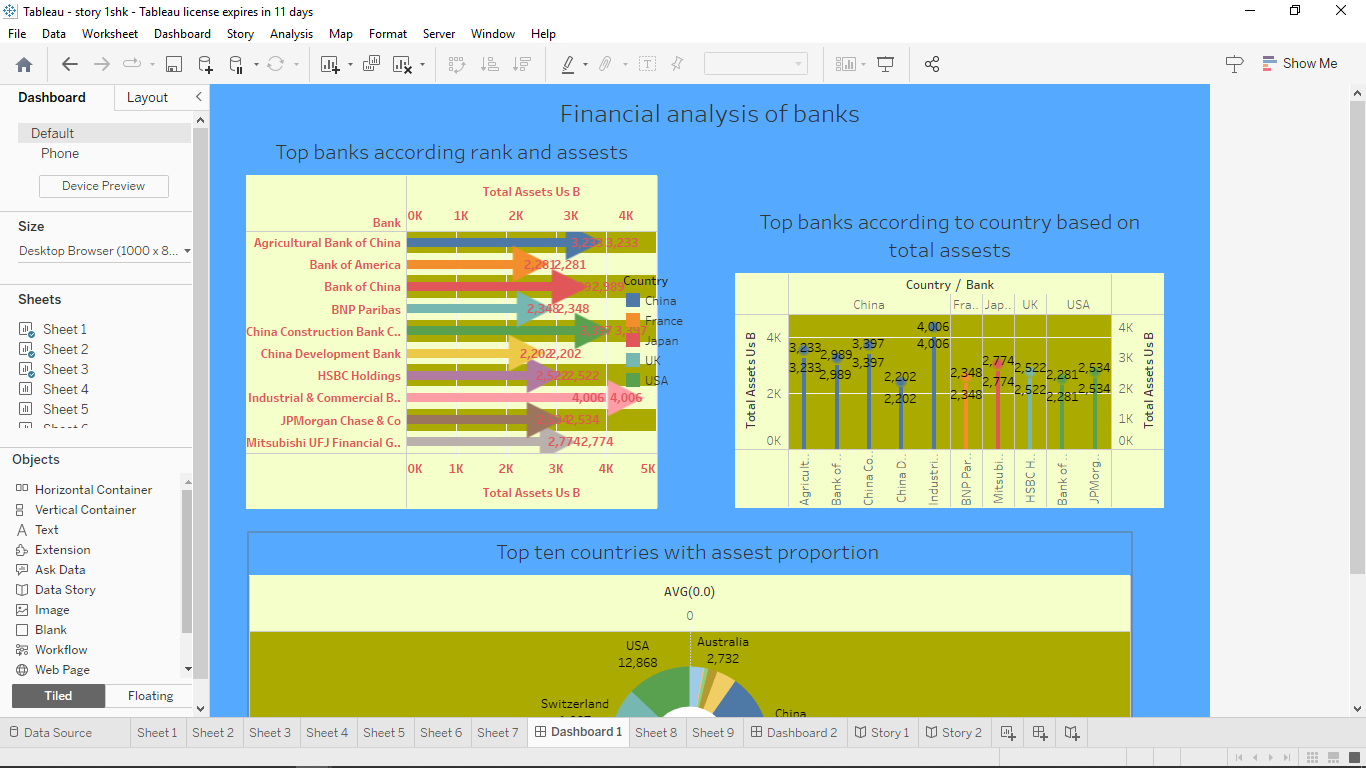 Tableau - story 1shk - Tableau license expires in 11 days
File Data Worksheet Dashboard Story Analysis Map Format Server Window Help
Show Me
Dashboard Layout
Default
Phone
Device Preview
Size
Desktop Browser (1000 x 8...
Sheets
Sheet 1
Sheet 2
Sheet 3
Sheet 4
Sheet 5
Objects
Horizontal Container
Vertical Container
Text
Extension
Ask Data
Data Story
Image
Blank
Workflow
Web Page
Tiled Floating
Financial analysis of banks
Top banks according rank and assests
Total Assets Us B
Bank 0K 1K 2K 3K 4K
Agricultural Bank of China 3,233
Bank of America 2,281 2,281
Bank of China 2,989
BNP Paribas 2,348 2,348
China Construction Bank C.. 3,397
China Development Bank 2,202 2,202
HSBC Holdings 2,522 2,522
Industrial & Commercial B.. 4,006 4,006
JPMorgan Chase & Co 2,534
Mitsubishi UFJ Financial G.. 2,774 2,774
0K 1K 2K 3K 4K 5K
Total Assets Us B
Country
China
France
Japan
UK
USA
Top banks according to country based on
total assests
Country / Bank
China Fra.. Jap.. UK USA
Total Assets Us B
4K
2K
0K
3,233 2,989 3,397 2,202 4,006 2,348 2,774 2,522 2,281 2,534
3,233 2,989 3,397 2,202 4,006 2,348 2,774 2,522 2,281 2,534
4K
3K
2K
1K
0K
Total Assets Us B
Agricult.. Bank of .. China Co.. China D.. Industri.. BNP Par.. Mitsubi.. HSBC H.. Bank of .. JPMorg..
Top ten countries with assest proportion
AVG(0.0)
0
USA
12,868
Australia
2,732
Switzerland
China
Data Source Sheet 1 Sheet 2 Sheet 3 Sheet 4 Sheet 5 Sheet 6 Sheet 7 Dashboard 1 Sheet 8 Sheet 9 Dashboard 2 Story 1 Story 2